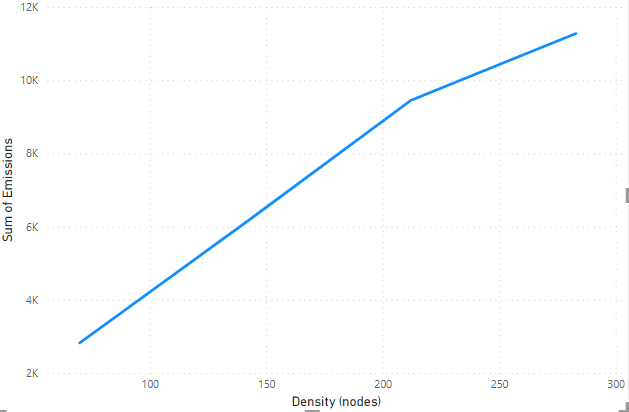 12K
10K
8K
6K
4K
2K
Sum of Emissions
100 150 200 250 300
Density (nodes)